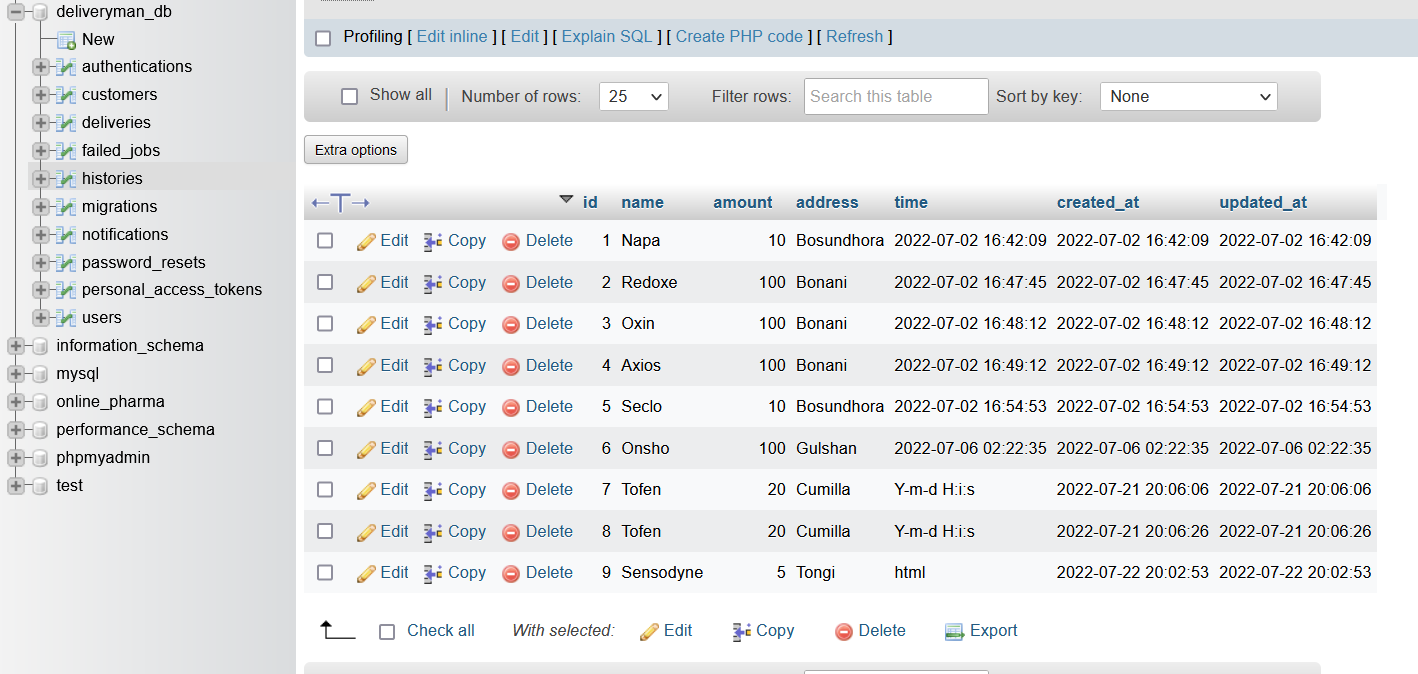 deliveryman_db
New
authentications
customers
deliveries
failed_jobs
histories
migrations
notifications
password_resets
personal_access_tokens
users
information_schema
mysql
online_pharma
performance_schema
phpmyadmin
test
Profiling [ Edit inline ] [ Edit ] [ Explain SQL ] [ Create PHP code ] [ Refresh ]
Show all | Number of rows: 25 Filter rows: Search this table Sort by key: None
Extra options
id name amount address time created_at updated_at
Edit Copy Delete 1 Napa 10 Bosundhora 2022-07-02 16:42:09 2022-07-02 16:42:09 2022-07-02 16:42:09
Edit Copy Delete 2 Redoxe 100 Bonani 2022-07-02 16:47:45 2022-07-02 16:47:45 2022-07-02 16:47:45
Edit Copy Delete 3 Oxin 100 Bonani 2022-07-02 16:48:12 2022-07-02 16:48:12 2022-07-02 16:48:12
Edit Copy Delete 4 Axios 100 Bonani 2022-07-02 16:49:12 2022-07-02 16:49:12 2022-07-02 16:49:12
Edit Copy Delete 5 Seclo 10 Bosundhora 2022-07-02 16:54:53 2022-07-02 16:54:53 2022-07-02 16:54:53
Edit Copy Delete 6 Onsho 100 Gulshan 2022-07-06 02:22:35 2022-07-06 02:22:35 2022-07-06 02:22:35
Edit Copy Delete 7 Tofen 20 Cumilla Y-m-d H:i:s 2022-07-21 20:06:06 2022-07-21 20:06:06
Edit Copy Delete 8 Tofen 20 Cumilla Y-m-d H:i:s 2022-07-21 20:06:26 2022-07-21 20:06:26
Edit Copy Delete 9 Sensodyne 5 Tongi html 2022-07-22 20:02:53 2022-07-22 20:02:53
Check all With selected: Edit Copy Delete Export